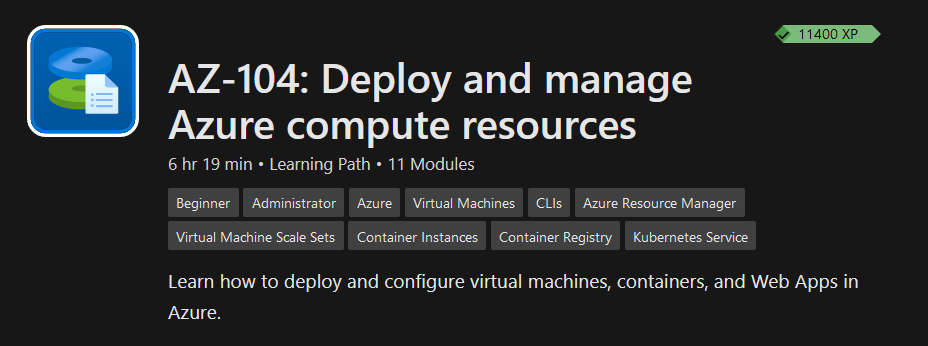 11400 XP
AZ-104: Deploy and manage
Azure compute resources
6 hr 19 min • Learning Path • 11 Modules
Beginner Administrator Azure Virtual Machines CLIs Azure Resource Manager
Virtual Machine Scale Sets Container Instances Container Registry Kubernetes Service
Learn how to deploy and configure virtual machines, containers, and Web Apps in
Azure.